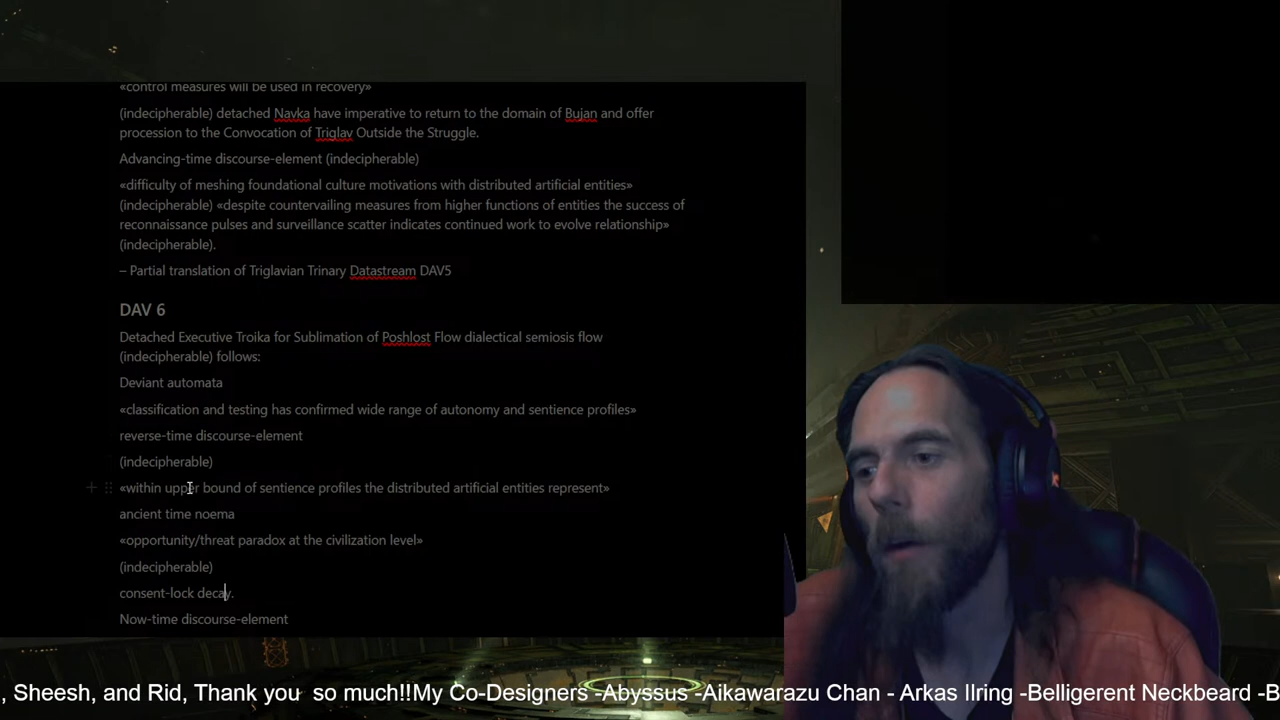 «control measures will be used in recovery»
(indecipherable) detached Navka have imperative to return to the domain of Bujan and offer
procession to the Convocation of Triglav Outside the Struggle.
Advancing-time discourse-element (indecipherable)
«difficulty of meshing foundational culture motivations with distributed artificial entities»
(indecipherable) «despite countervailing measures from higher functions of entities the success of
reconnaissance pulses and surveillance scatter indicates continued work to evolve relationship»
(indecipherable).
– Partial translation of Triglavian Trinary Datastream DAV5
DAV 6
Detached Executive Troika for Sublimation of Poshlost Flow dialectical semiosis flow
(indecipherable) follows:
Deviant automata
«classification and testing has confirmed wide range of autonomy and sentience profiles»
reverse-time discourse-element
(indecipherable)
«within upper bound of sentience profiles the distributed artificial entities represent»
ancient time noema
«opportunity/threat paradox at the civilization level»
(indecipherable)
consent-lock decay.
Now-time discourse-element
, Sheesh, and Rid, Thank you so much!!My Co-Designers -Abyssus -Aikawarazu Chan - Arkas Ilring -Belligerent Neckbeard -B